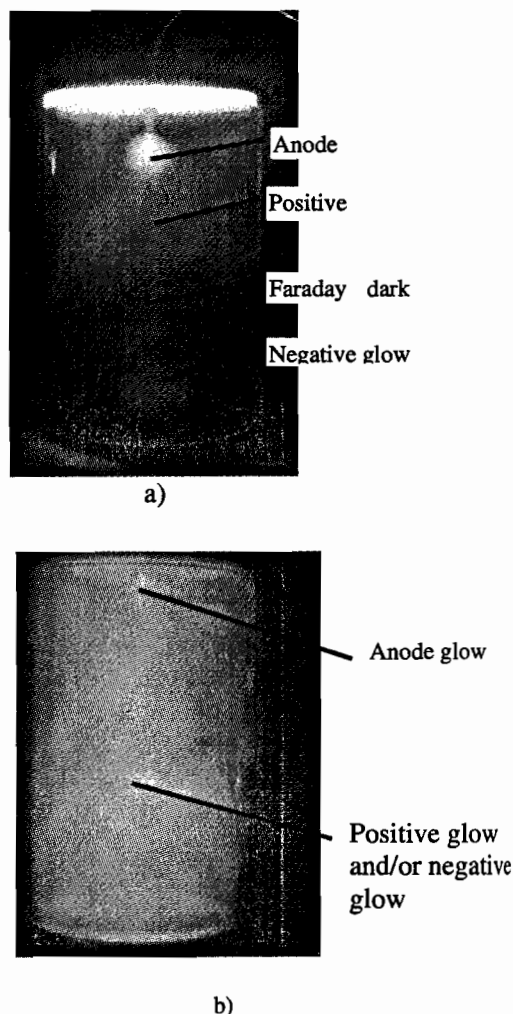 Anode
Positive
Faraday dark
Negative glow
a)
Anode glow
Positive glow
and/or negative
glow
b)